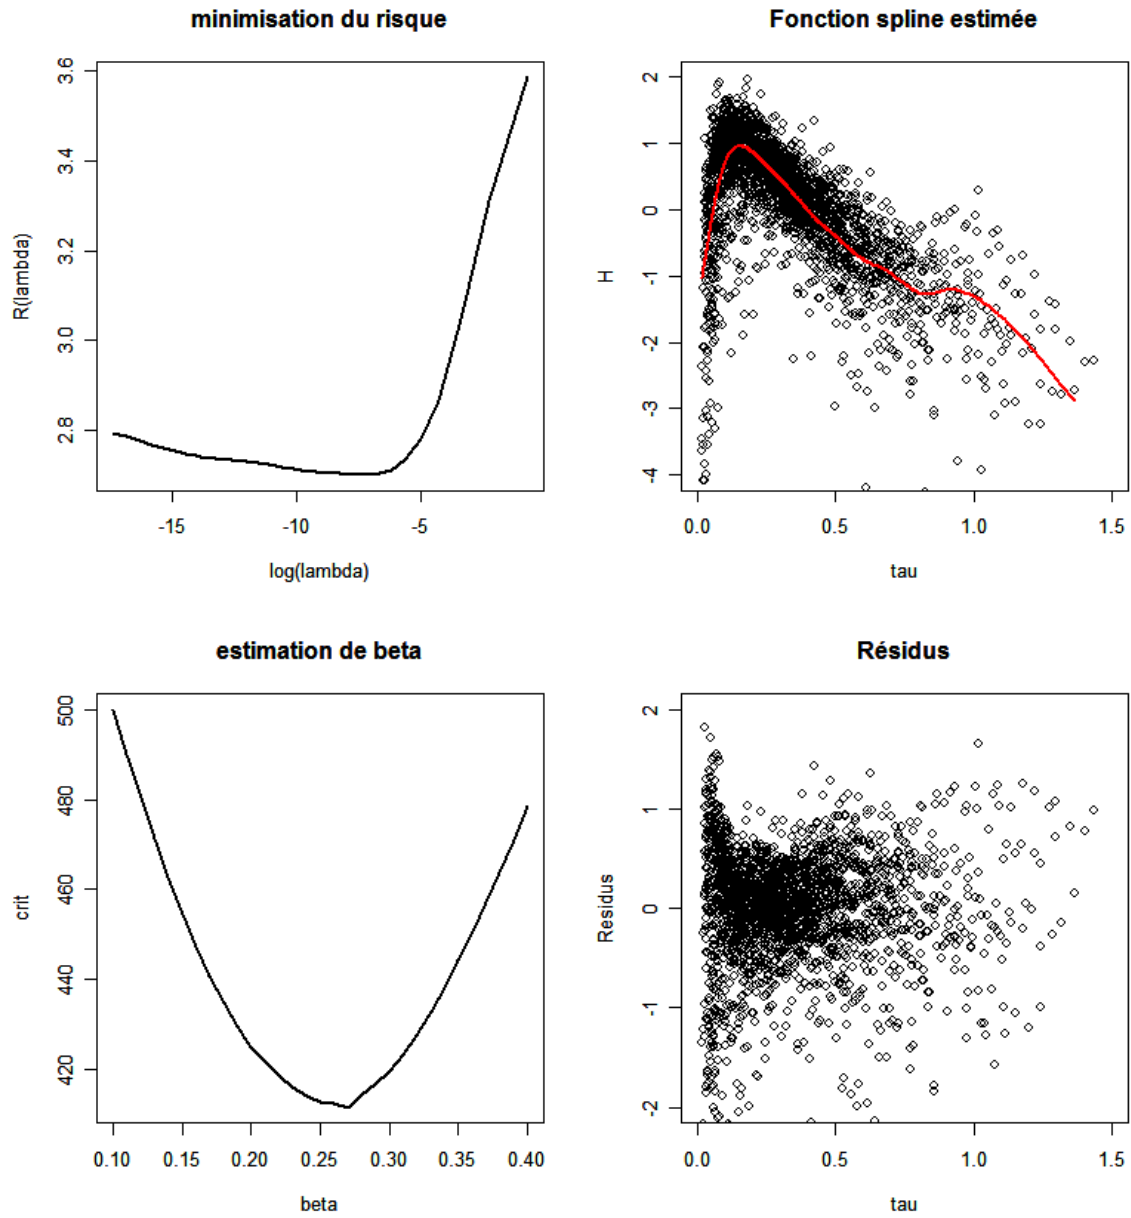 minimisation du risque
R(lambda)
3.6
3.4
3.2
3.0
2.8
-15 -10 -5
log(lambda)
Fonction spline estimée
H
2
1
0
-1
-2
-3
-4
0.0 0.5 1.0 1.5
tau
estimation de beta
crit
500
480
460
440
420
0.10 0.15 0.20 0.25 0.30 0.35 0.40
beta
Résidus
Residus
2
1
0
-1
-2
0.0 0.5 1.0 1.5
tau